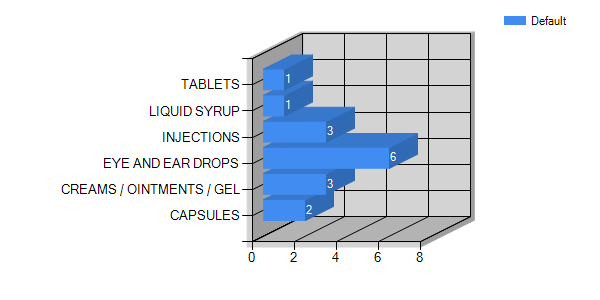 Default
TABLETS
1
LIQUID SYRUP
1
INJECTIONS
3
EYE AND EAR DROPS
6
CREAMS / OINTMENTS / GEL
3
CAPSULES
2
0 2 4 6 8